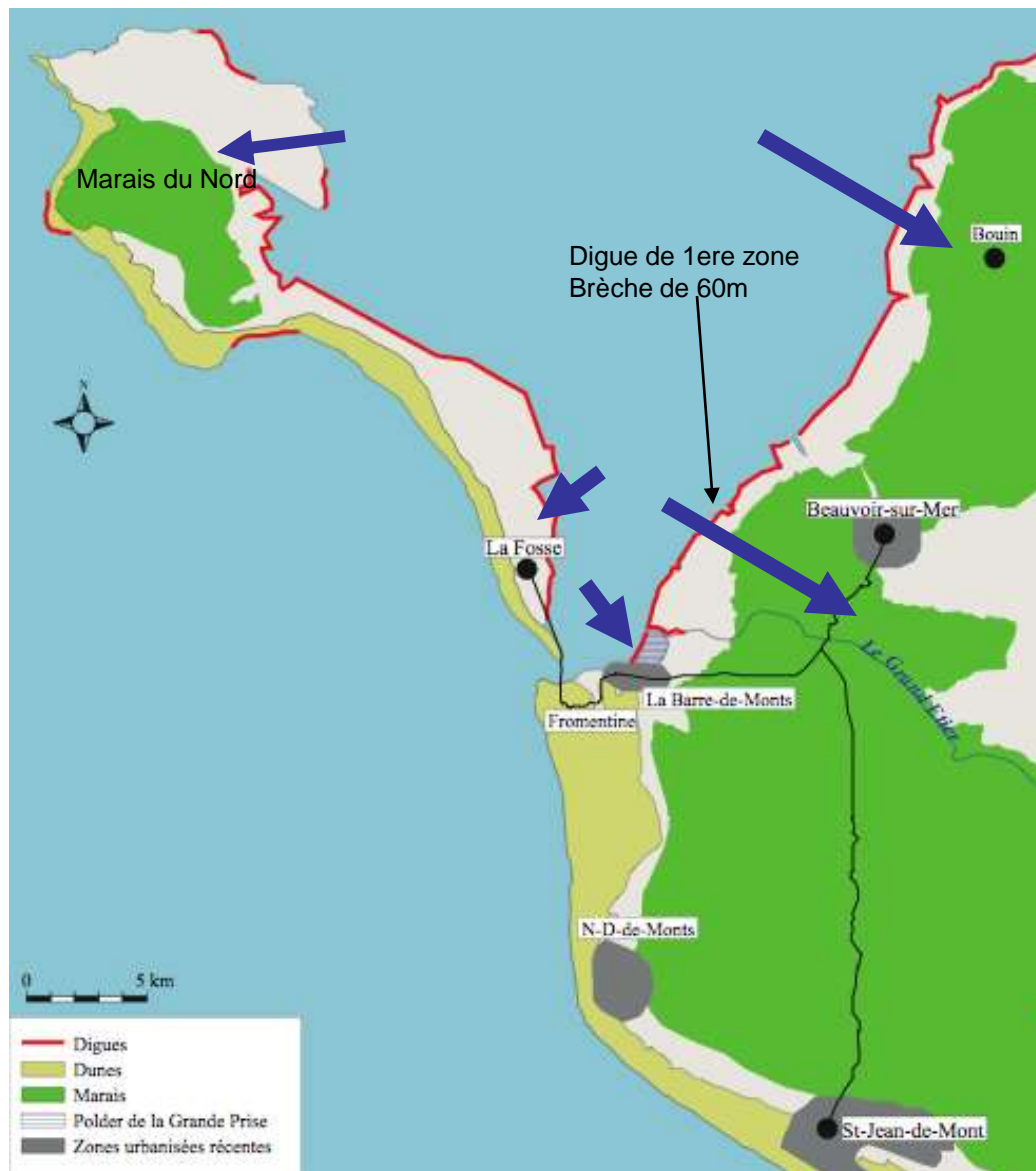 Marais du Nord
Bouin
Digue de 1ere zone
Brèche de 60m
N
Beauvoir-sur-Mer
La Fosse
Le Grand Etier
La Barre-de-Monts
Fromentine
N-D-de-Monts
0 5 km
St-Jean-de-Mont
Digues
Dunes
Marais
Polder de la Grande Prise
Zones urbanisées récentes